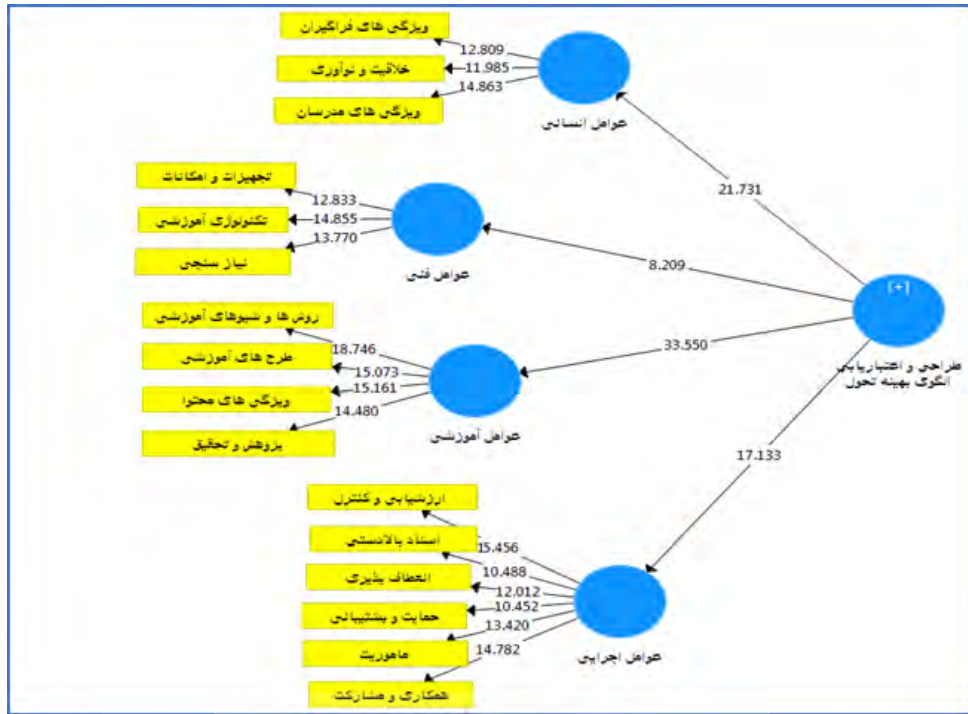 ویژگی های فراگیران
12.809
خلاقیت و نوآوری
11.985
14.863
ویژگی های مدرسان
عوامل انسانی
21.731
تجهیزات و امکانات
12.833
تکنولوژی آموزشی
14.855
13.770
نیاز سنجی
عوامل فنی
8.209
[+]
طراحی و اعتباریابی
الگوی بهینه تحول
روش ها و شیوهای آموزشی
18.746
طرح های آموزشی
15.073
ویژگی های محتوا
15.161
14.480
پژوهش و تحقیق
عوامل آموزشی
33.550
17.133
ارزشیابی و کنترل
15.456
اسناد بالادستی
10.488
انعطاف پذیری
12.012
حمایت و پشتیبانی
10.452
13.420
ماموریت
14.782
همکاری و مشارکت
عوامل اجرایی